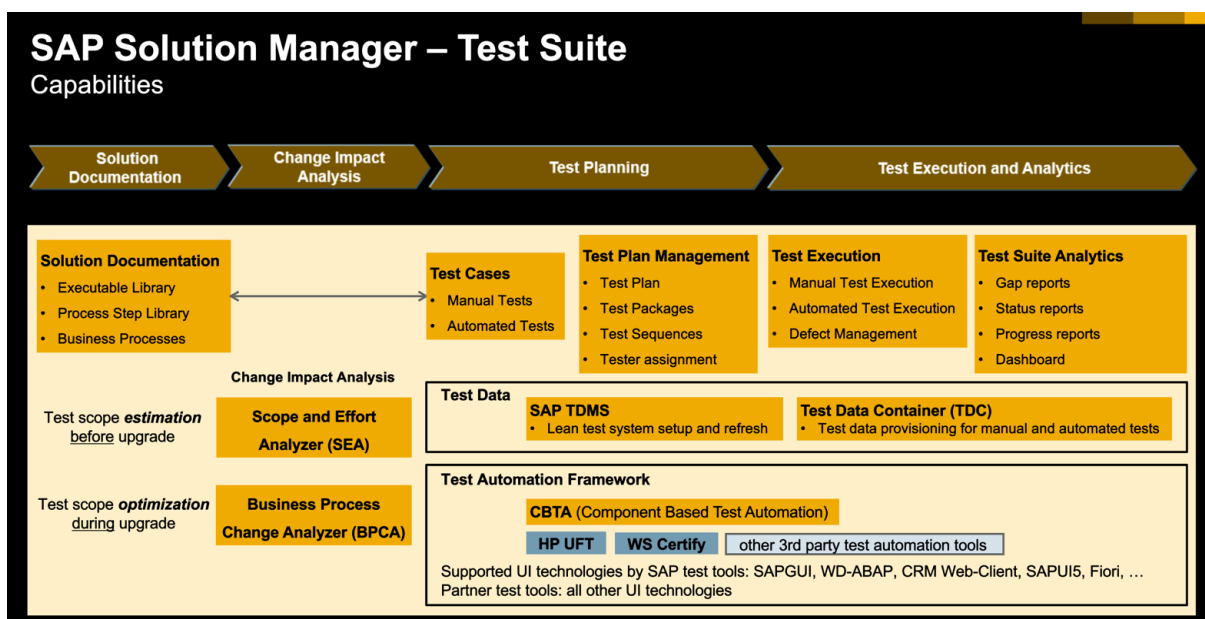 SAP Solution Manager – Test Suite
Capabilities
Solution
Documentation
Change Impact
Analysis
Test Planning
Test Execution and Analytics
Solution Documentation
• Executable Library
• Process Step Library
• Business Processes
Test Cases
• Manual Tests
• Automated Tests
Test Plan Management
• Test Plan
• Test Packages
• Test Sequences
• Tester assignment
Test Execution
• Manual Test Execution
• Automated Test Execution
• Defect Management
Test Suite Analytics
• Gap reports
• Status reports
• Progress reports
• Dashboard
Change Impact Analysis
Test scope estimation
before upgrade
Scope and Effort
Analyzer (SEA)
Test scope optimization
during upgrade
Business Process
Change Analyzer (BPCA)
Test Data
SAP TDMS
• Lean test system setup and refresh
Test Data Container (TDC)
• Test data provisioning for manual and automated tests
Test Automation Framework
CBTA (Component Based Test Automation)
HP UFT
WS Certify
other 3rd party test automation tools
Supported UI technologies by SAP test tools: SAPGUI, WD-ABAP, CRM Web-Client, SAPUI5, Fiori, …
Partner test tools: all other UI technologies